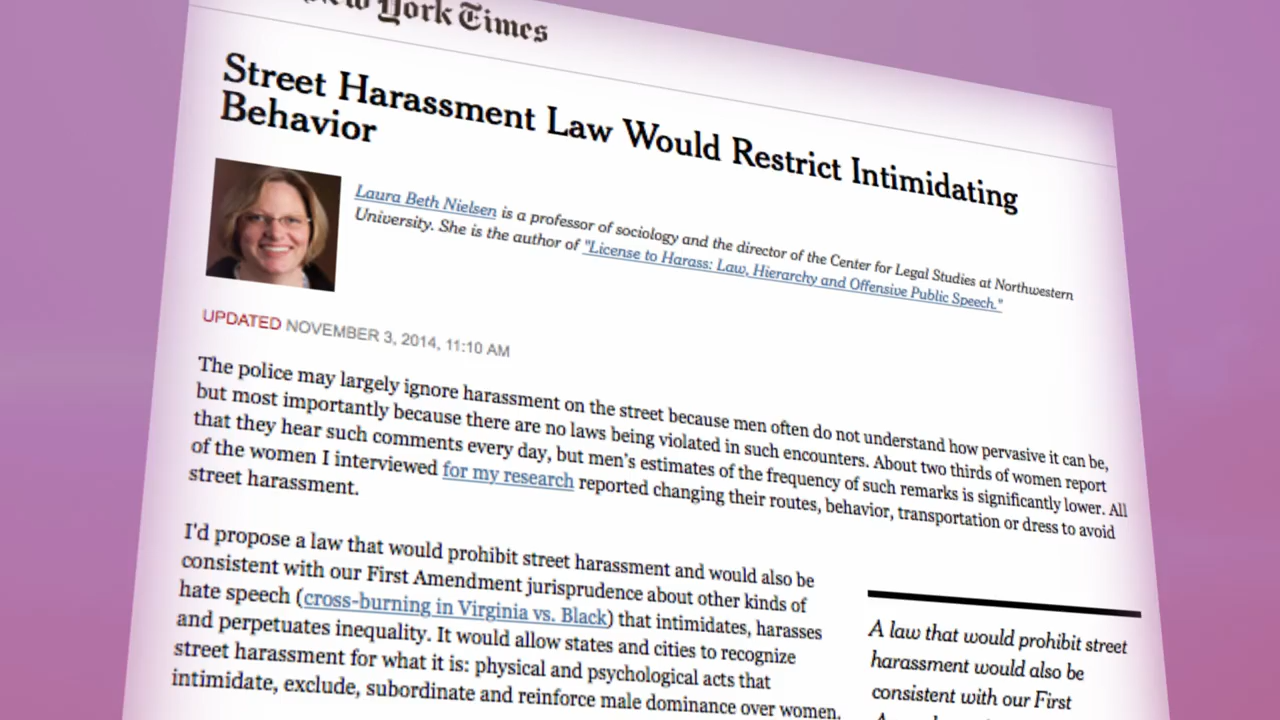 York Times
Street Harassment Law Would Restrict Intimidating
Behavior
Laura Beth Nielsen is a professor of sociology and the director of the Center for Legal Studies at Northwestern
University. She is the author of "License to Harass: Law, Hierarchy and Offensive Public Speech."
UPDATED NOVEMBER 3, 2014, 11:10 AM
The police may largely ignore harassment on the street because men often do not understand how pervasive it can be,
but most importantly because there are no laws being violated in such encounters. About two thirds of women report
that they hear such comments every day, but men's estimates of the frequency of such remarks is significantly lower. All
of the women I interviewed for my research reported changing their routes, behavior, transportation or dress to avoid
street harassment.
I'd propose a law that would prohibit street harassment and would also be
consistent with our First Amendment jurisprudence about other kinds of
hate speech (cross-burning in Virginia vs. Black) that intimidates, harasses
and perpetuates inequality. It would allow states and cities to recognize
street harassment for what it is: physical and psychological acts that
intimidate, exclude, subordinate and reinforce male dominance over women.
A law that would prohibit street
harassment would also be
consistent with our First